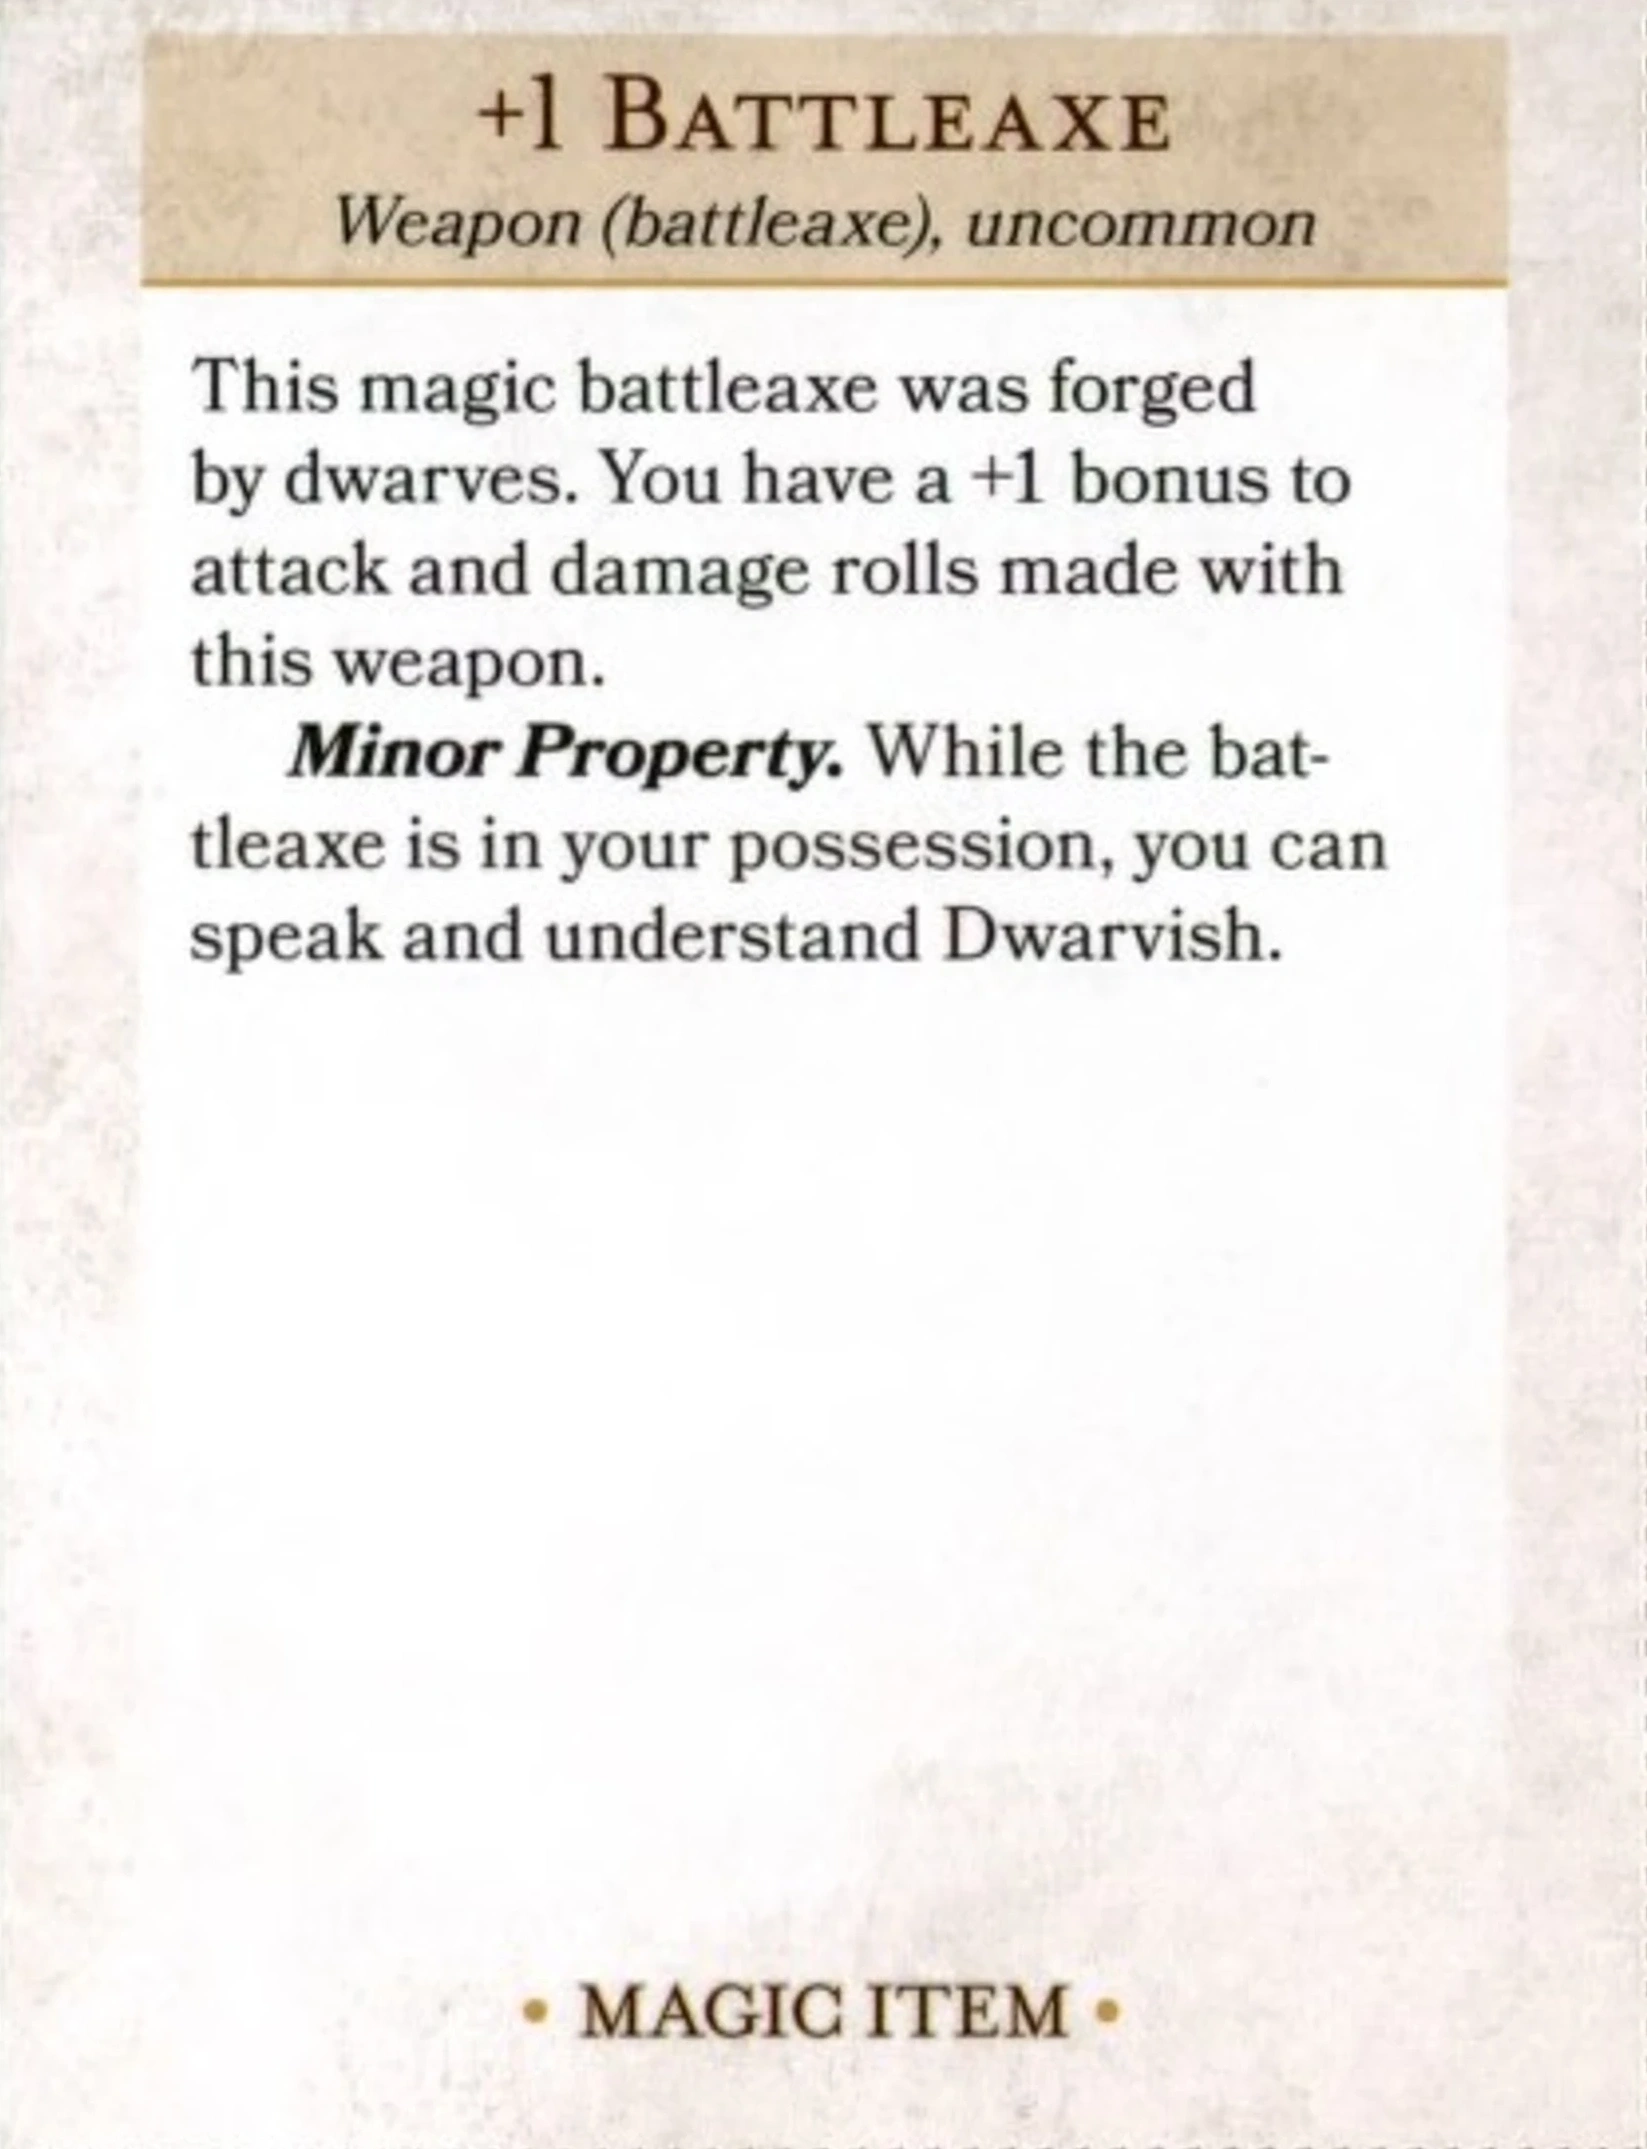 +1 BATTLEAXE
Weapon (battleaxe), uncommon
This magic battleaxe was forged
by dwarves. You have a +1 bonus to
attack and damage rolls made with
this weapon.
Minor Property. While the bat-
tleaxe is in your possession, you can
speak and understand Dwarvish.
• MAGIC ITEM •